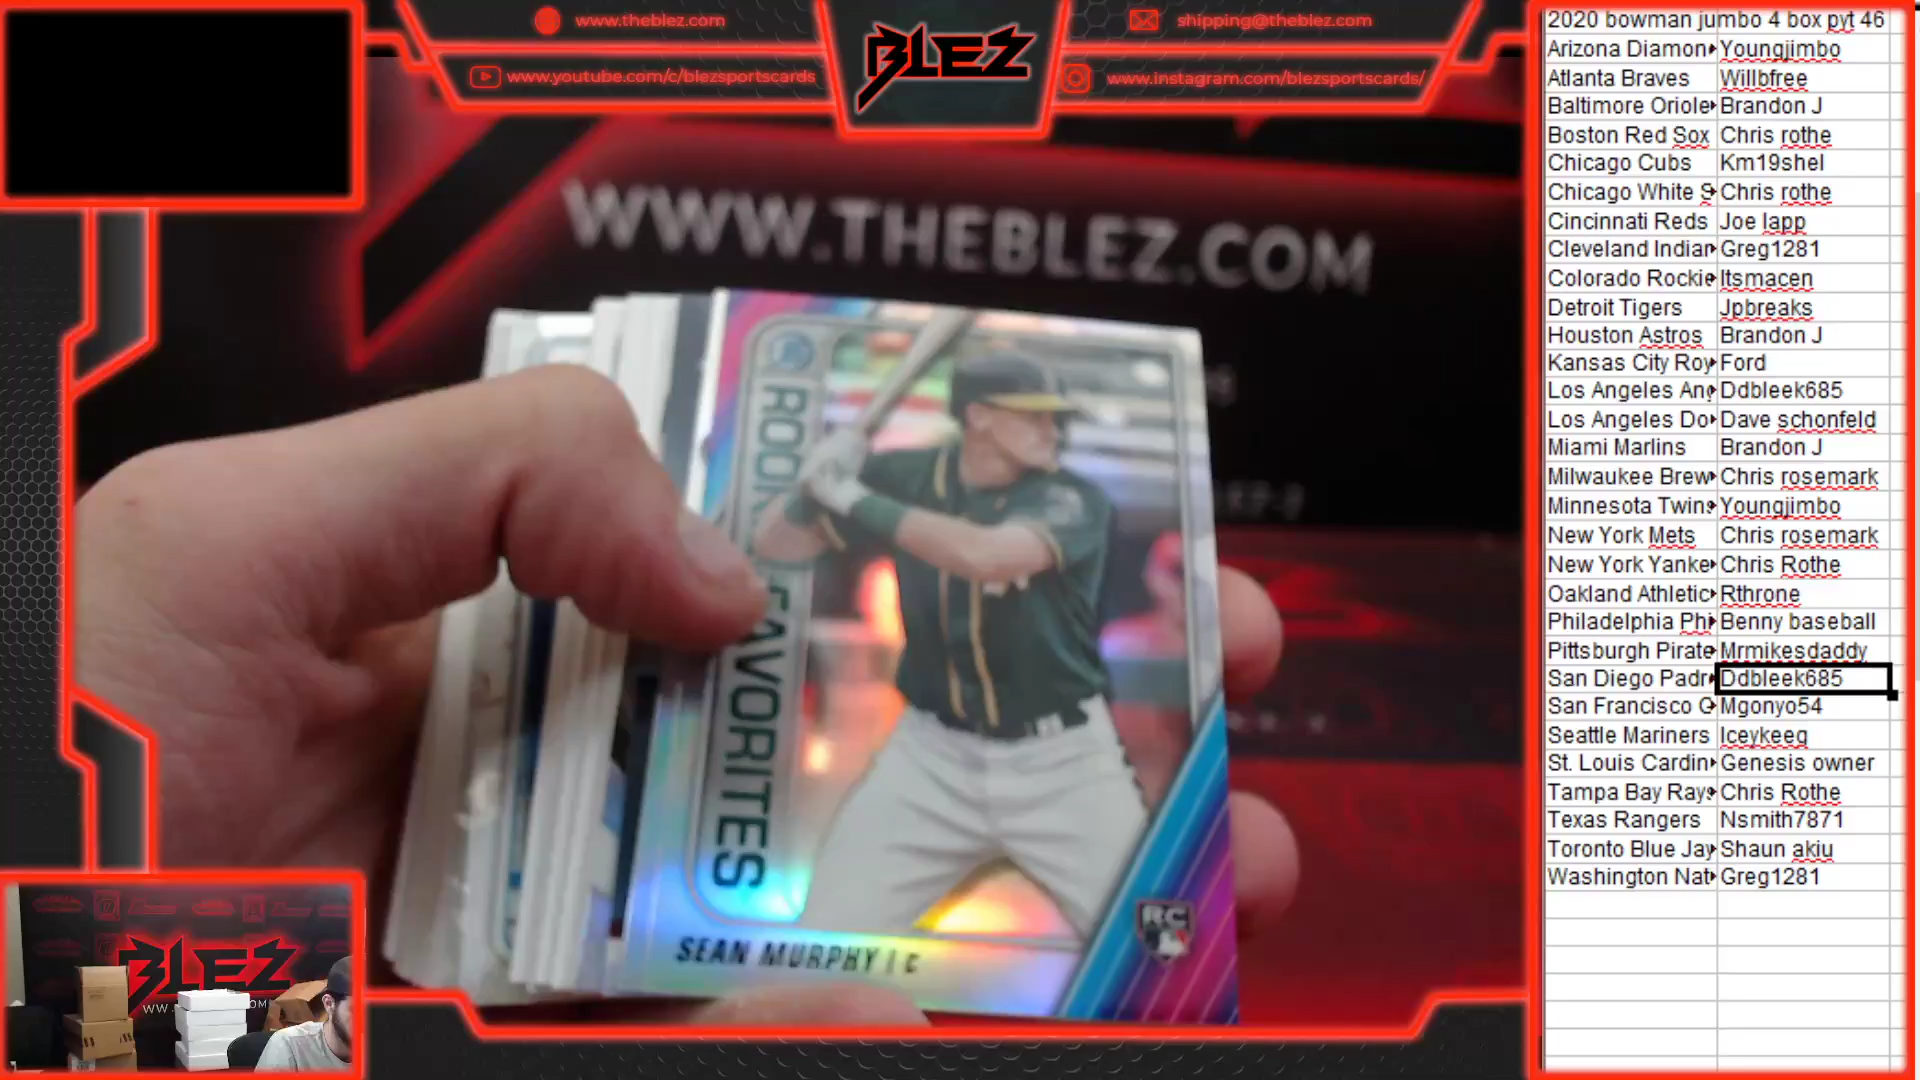 www.theblez.com
www.youtube.com/c/blezsportscards
BLEZ
shipping@theblez.com
www.instagram.com/blezsportscards/
WWW.THEBLEZ.COM
ROOKIE FAVORITES
SEAN MURPHY | C
RC
BLEZ
2020 bowman jumbo 4 box pyt 46
Arizona Diamon Youngjimbo
Atlanta Braves Willbfree
Baltimore Oriole Brandon J
Boston Red Sox Chris rothe
Chicago Cubs Km19shel
Chicago White S Chris rothe
Cincinnati Reds Joe lapp
Cleveland Indian Greg1281
Colorado Rockie Itsmacen
Detroit Tigers Jpbreaks
Houston Astros Brandon J
Kansas City Roy Ford
Los Angeles Ang Ddbleek685
Los Angeles Do Dave schonfeld
Miami Marlins Brandon J
Milwaukee Brew Chris rosemark
Minnesota Twins Youngjimbo
New York Mets Chris rosemark
New York Yanke Chris Rothe
Oakland Athletic Rthrone
Philadelphia Phi Benny baseball
Pittsburgh Pirate Mrmikesdaddy
San Diego Padr Ddbleek685
San Francisco G Mgonyo54
Seattle Mariners Iceykeeg
St. Louis Cardin Genesis owner
Tampa Bay Rays Chris Rothe
Texas Rangers Nsmith7871
Toronto Blue Jay Shaun akiu
Washington Nat Greg1281